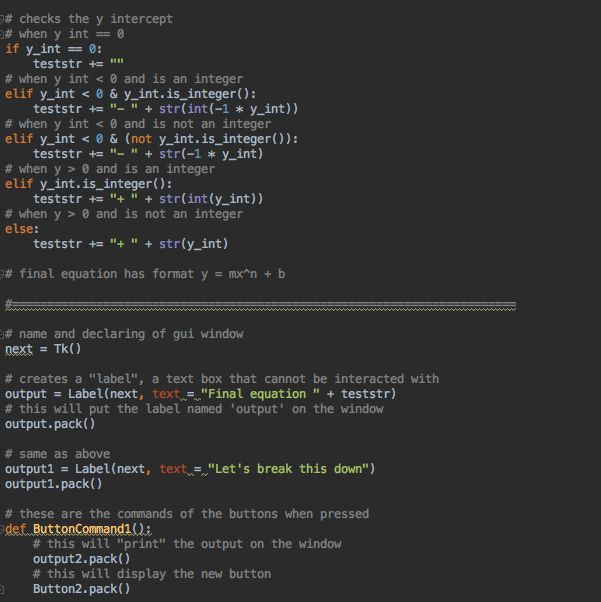 # checks the y intercept
# when y int == 0
if y_int == 0:
    teststr += ""
# when y int < 0 and is an integer
elif y_int < 0 & y_int.is_integer():
    teststr += "- " + str(int(-1 * y_int))
# when y int < 0 and is not an integer
elif y_int < 0 & (not y_int.is_integer()):
    teststr += "- " + str(-1 * y_int)
# when y > 0 and is an integer
elif y_int.is_integer():
    teststr += "+ " + str(int(y_int))
# when y > 0 and is not an integer
else:
    teststr += "+ " + str(y_int)
# final equation has format y = mx^n + b
#========================================================================
# name and declaring of gui window
next = Tk()
# creates a "label", a text box that cannot be interacted with
output = Label(next, text = "Final equation " + teststr)
# this will put the label named 'output' on the window
output.pack()
# same as above
output1 = Label(next, text = "Let's break this down")
output1.pack()
# these are the commands of the buttons when pressed
def ButtonCommand1():
    # this will "print" the output on the window
    output2.pack()
    # this will display the new button
    Button2.pack()